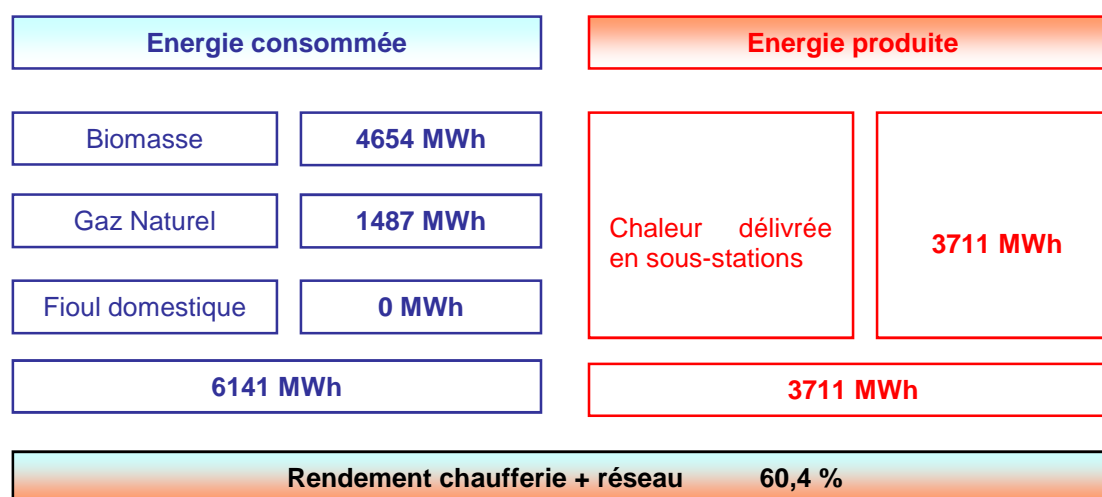 Energie consommée
Energie produite
Biomasse
4654 MWh
Gaz Naturel
1487 MWh
Fioul domestique
0 MWh
6141 MWh
Chaleur délivrée
en sous-stations
3711 MWh
3711 MWh
Rendement chaufferie + réseau 60,4 %